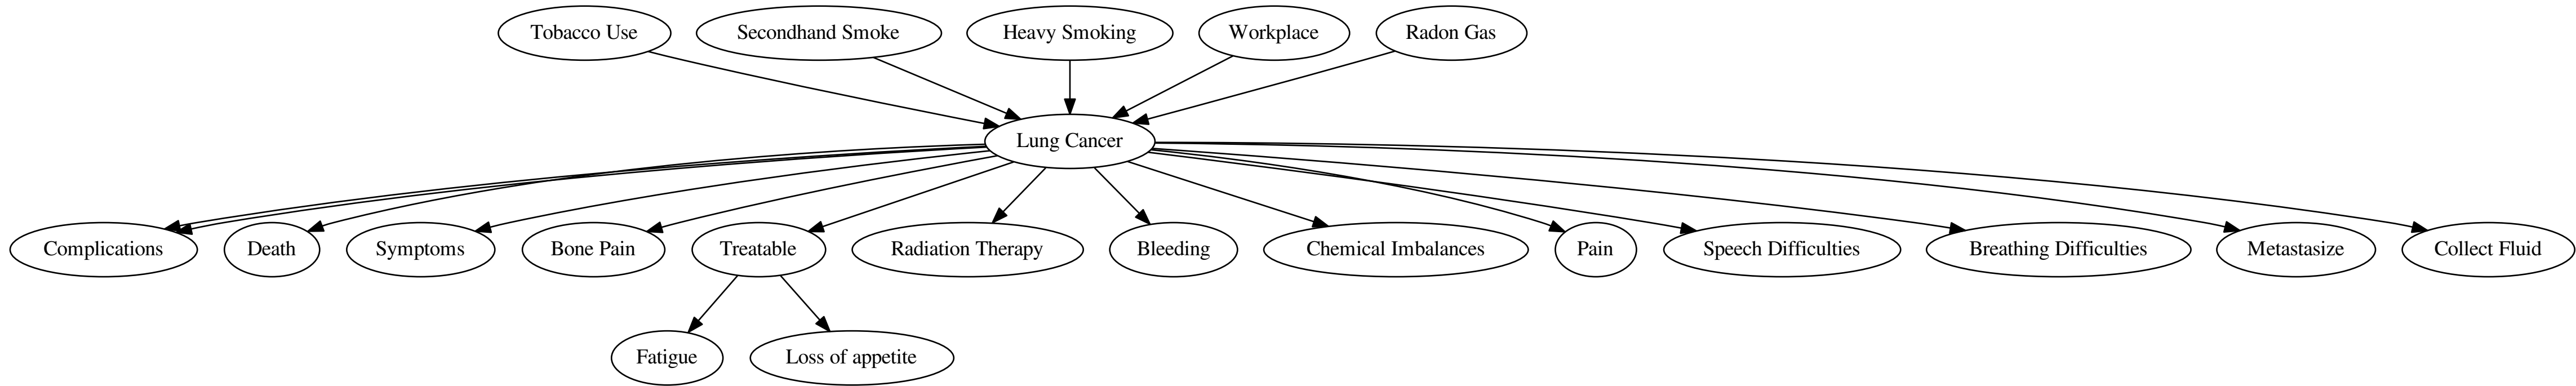 Tobacco Use
Secondhand Smoke
Heavy Smoking
Workplace
Radon Gas
Lung Cancer
Complications
Death
Symptoms
Bone Pain
Treatable
Radiation Therapy
Bleeding
Chemical Imbalances
Pain
Speech Difficulties
Breathing Difficulties
Metastasize
Collect Fluid
Fatigue
Loss of appetite